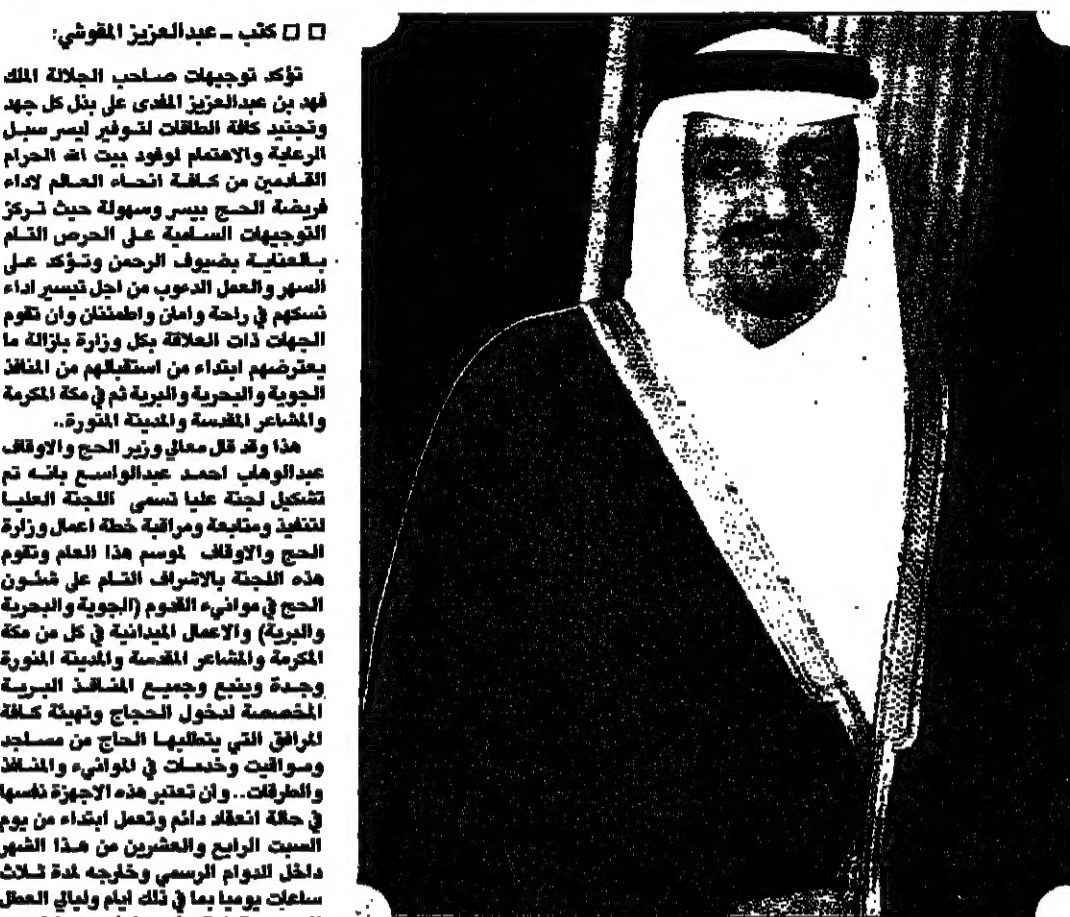 □ □ كتب ـ عبدالعزيز المقوشي:
تؤكد توجيهات صاحب الجلالة الملك
فهد بن عبدالعزيز المفدى على بذل كل جهد
وتجنيد كافة الطاقات لتوفير ايسر سبل
الرعاية والاهتمام لوفود بيت الله الحرام
القادمين من كافة انحاء العالم لاداء
فريضة الحج بيسر وسهولة حيث تركز
التوجيهات السامية على الحرص التام
بالعناية بضيوف الرحمن وتؤكد على
السهر والعمل الدءوب من اجل تيسير اداء
نسكهم في راحة وامان واطمئنان وان تقوم
الجهات ذات العلاقة بكل وزارة بازالة ما
يعترضهم ابتداء من استقبالهم من المنافذ
الجوية والبحرية والبرية ثم في مكة المكرمة
والمشاعر المقدسة والمدينة المنورة..
هذا وقد قال معالي وزير الحج والاوقاف
عبدالوهاب احمد عبدالواسع بانه تم
تشكيل لجنة عليا تسمى اللجنة العليا
لتنفيذ ومتابعة ومراقبة خطة اعمال وزارة
الحج والاوقاف لموسم هذا العام وتقوم
هذه اللجنة بالاشراف التام على شئون
الحج في موانيء القدوم (الجوية والبحرية
والبرية) والاعمال الميدانية في كل من مكة
المكرمة والمشاعر المقدسة والمدينة المنورة
وجدة وينبع وجميع المنافذ البرية
المخصصة لدخول الحجاج وتهيئة كافة
المرافق التي يتطلبها الحاج من مساجد
ومواقيت وخدمات في الموانيء والمنافذ
والطرقات.. وان تعتبر هذه الاجهزة نفسها
في حالة انعقاد دائم وتعمل ابتداء من يوم
السبت الرابع والعشرين من هذا الشهر
داخل الدوام الرسمي وخارجه لمدة ثلاث
ساعات يوميا بما في ذلك ايام وليالي العطل